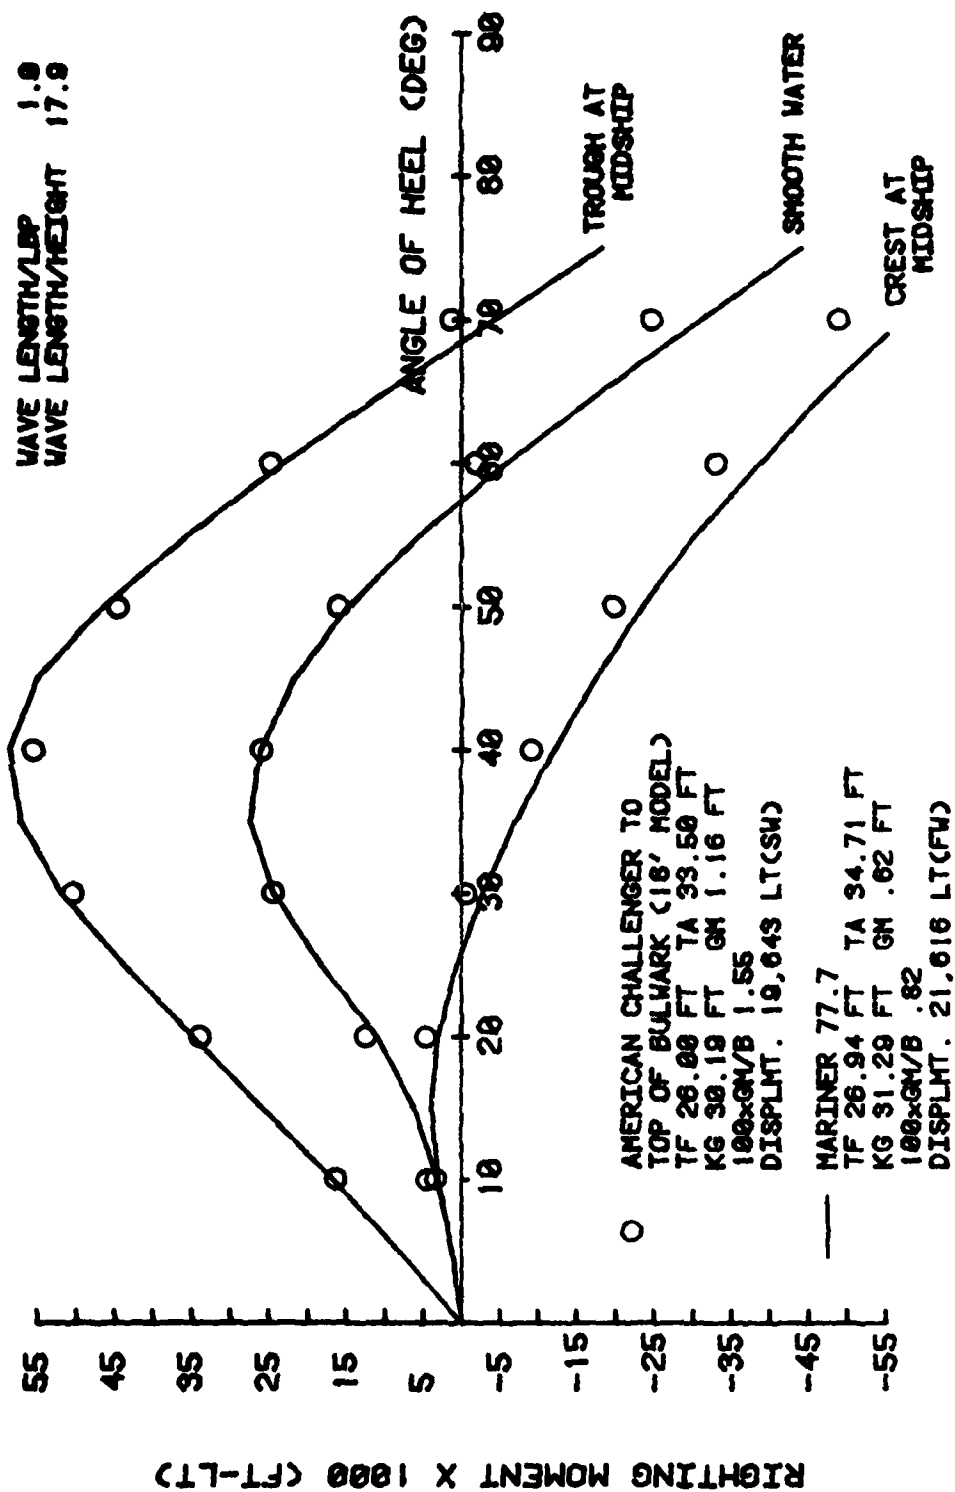 WAVE LENGTH/LBP 1.0
WAVE LENGTH/HEIGHT 17.9
RIGHTING MOMENT X 1000 (FT-LT)
55
45
35
25
15
5
-5
-15
-25
-35
-45
-55
10
20
30
40
50
60
70
80
90
ANGLE OF HEEL (DEG)
TROUGH AT
MIDSHIP
SMOOTH WATER
CREST AT
MIDSHIP
AMERICAN CHALLENGER TO
TOP OF BULWARK (18' MODEL)
TF 26.00 FT TA 33.50 FT
KG 30.19 FT GM 1.16 FT
100xGM/B 1.55
DISPLMT. 19,643 LT(SW)
MARINER 77.7
TF 26.94 FT TA 34.71 FT
KG 31.29 FT GM .62 FT
100xGM/B .82
DISPLMT. 21,616 LT(FW)